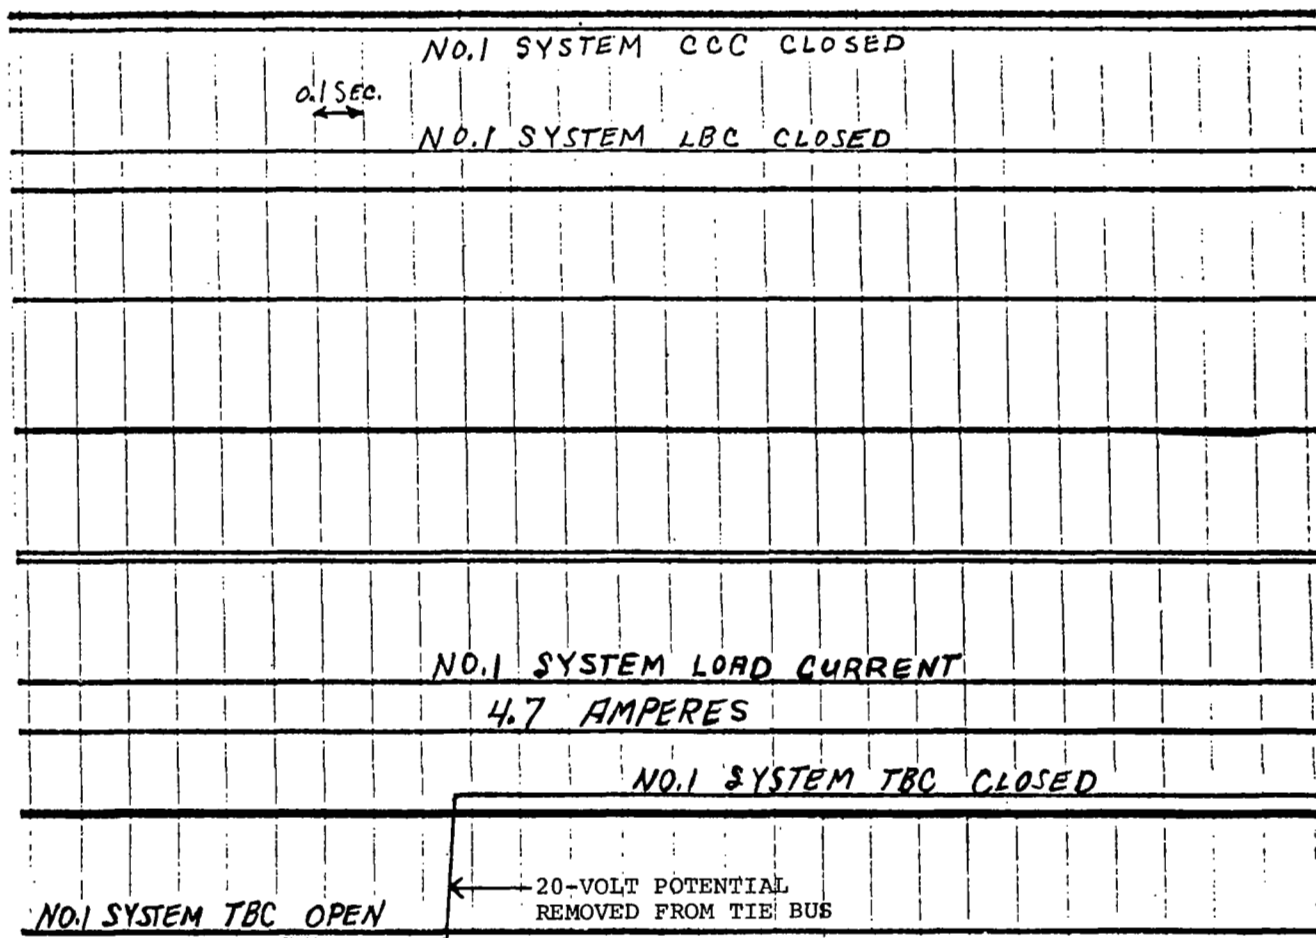 NO.1 SYSTEM CCC CLOSED
0.1 SEC.
NO.1 SYSTEM LBC CLOSED
NO.1 SYSTEM LOAD CURRENT
4.7 AMPERES
NO.1 SYSTEM TBC CLOSED
20-VOLT POTENTIAL
REMOVED FROM TIE BUS
NO.1 SYSTEM TBC OPEN